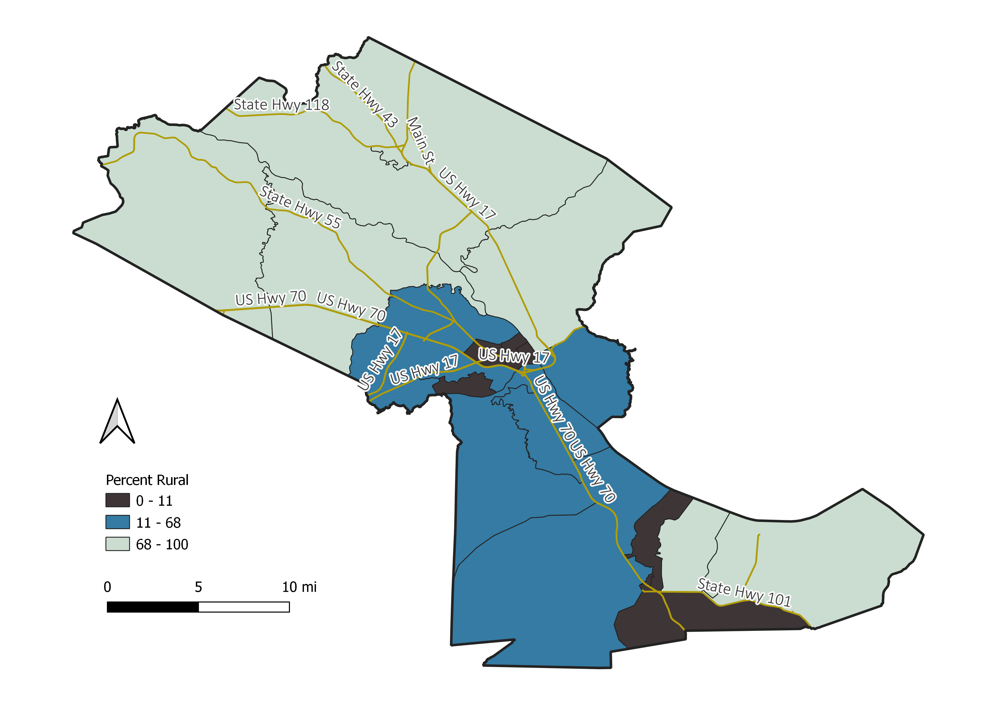 State Hwy 43
State Hwy 118
Main St
US Hwy 17
State Hwy 55
US Hwy 70
US Hwy 70
US Hwy 17
US Hwy 17
US Hwy 17
US Hwy 70
US Hwy 70
State Hwy 101
Percent Rural
0 - 11
11 - 68
68 - 100
0 5 10 mi